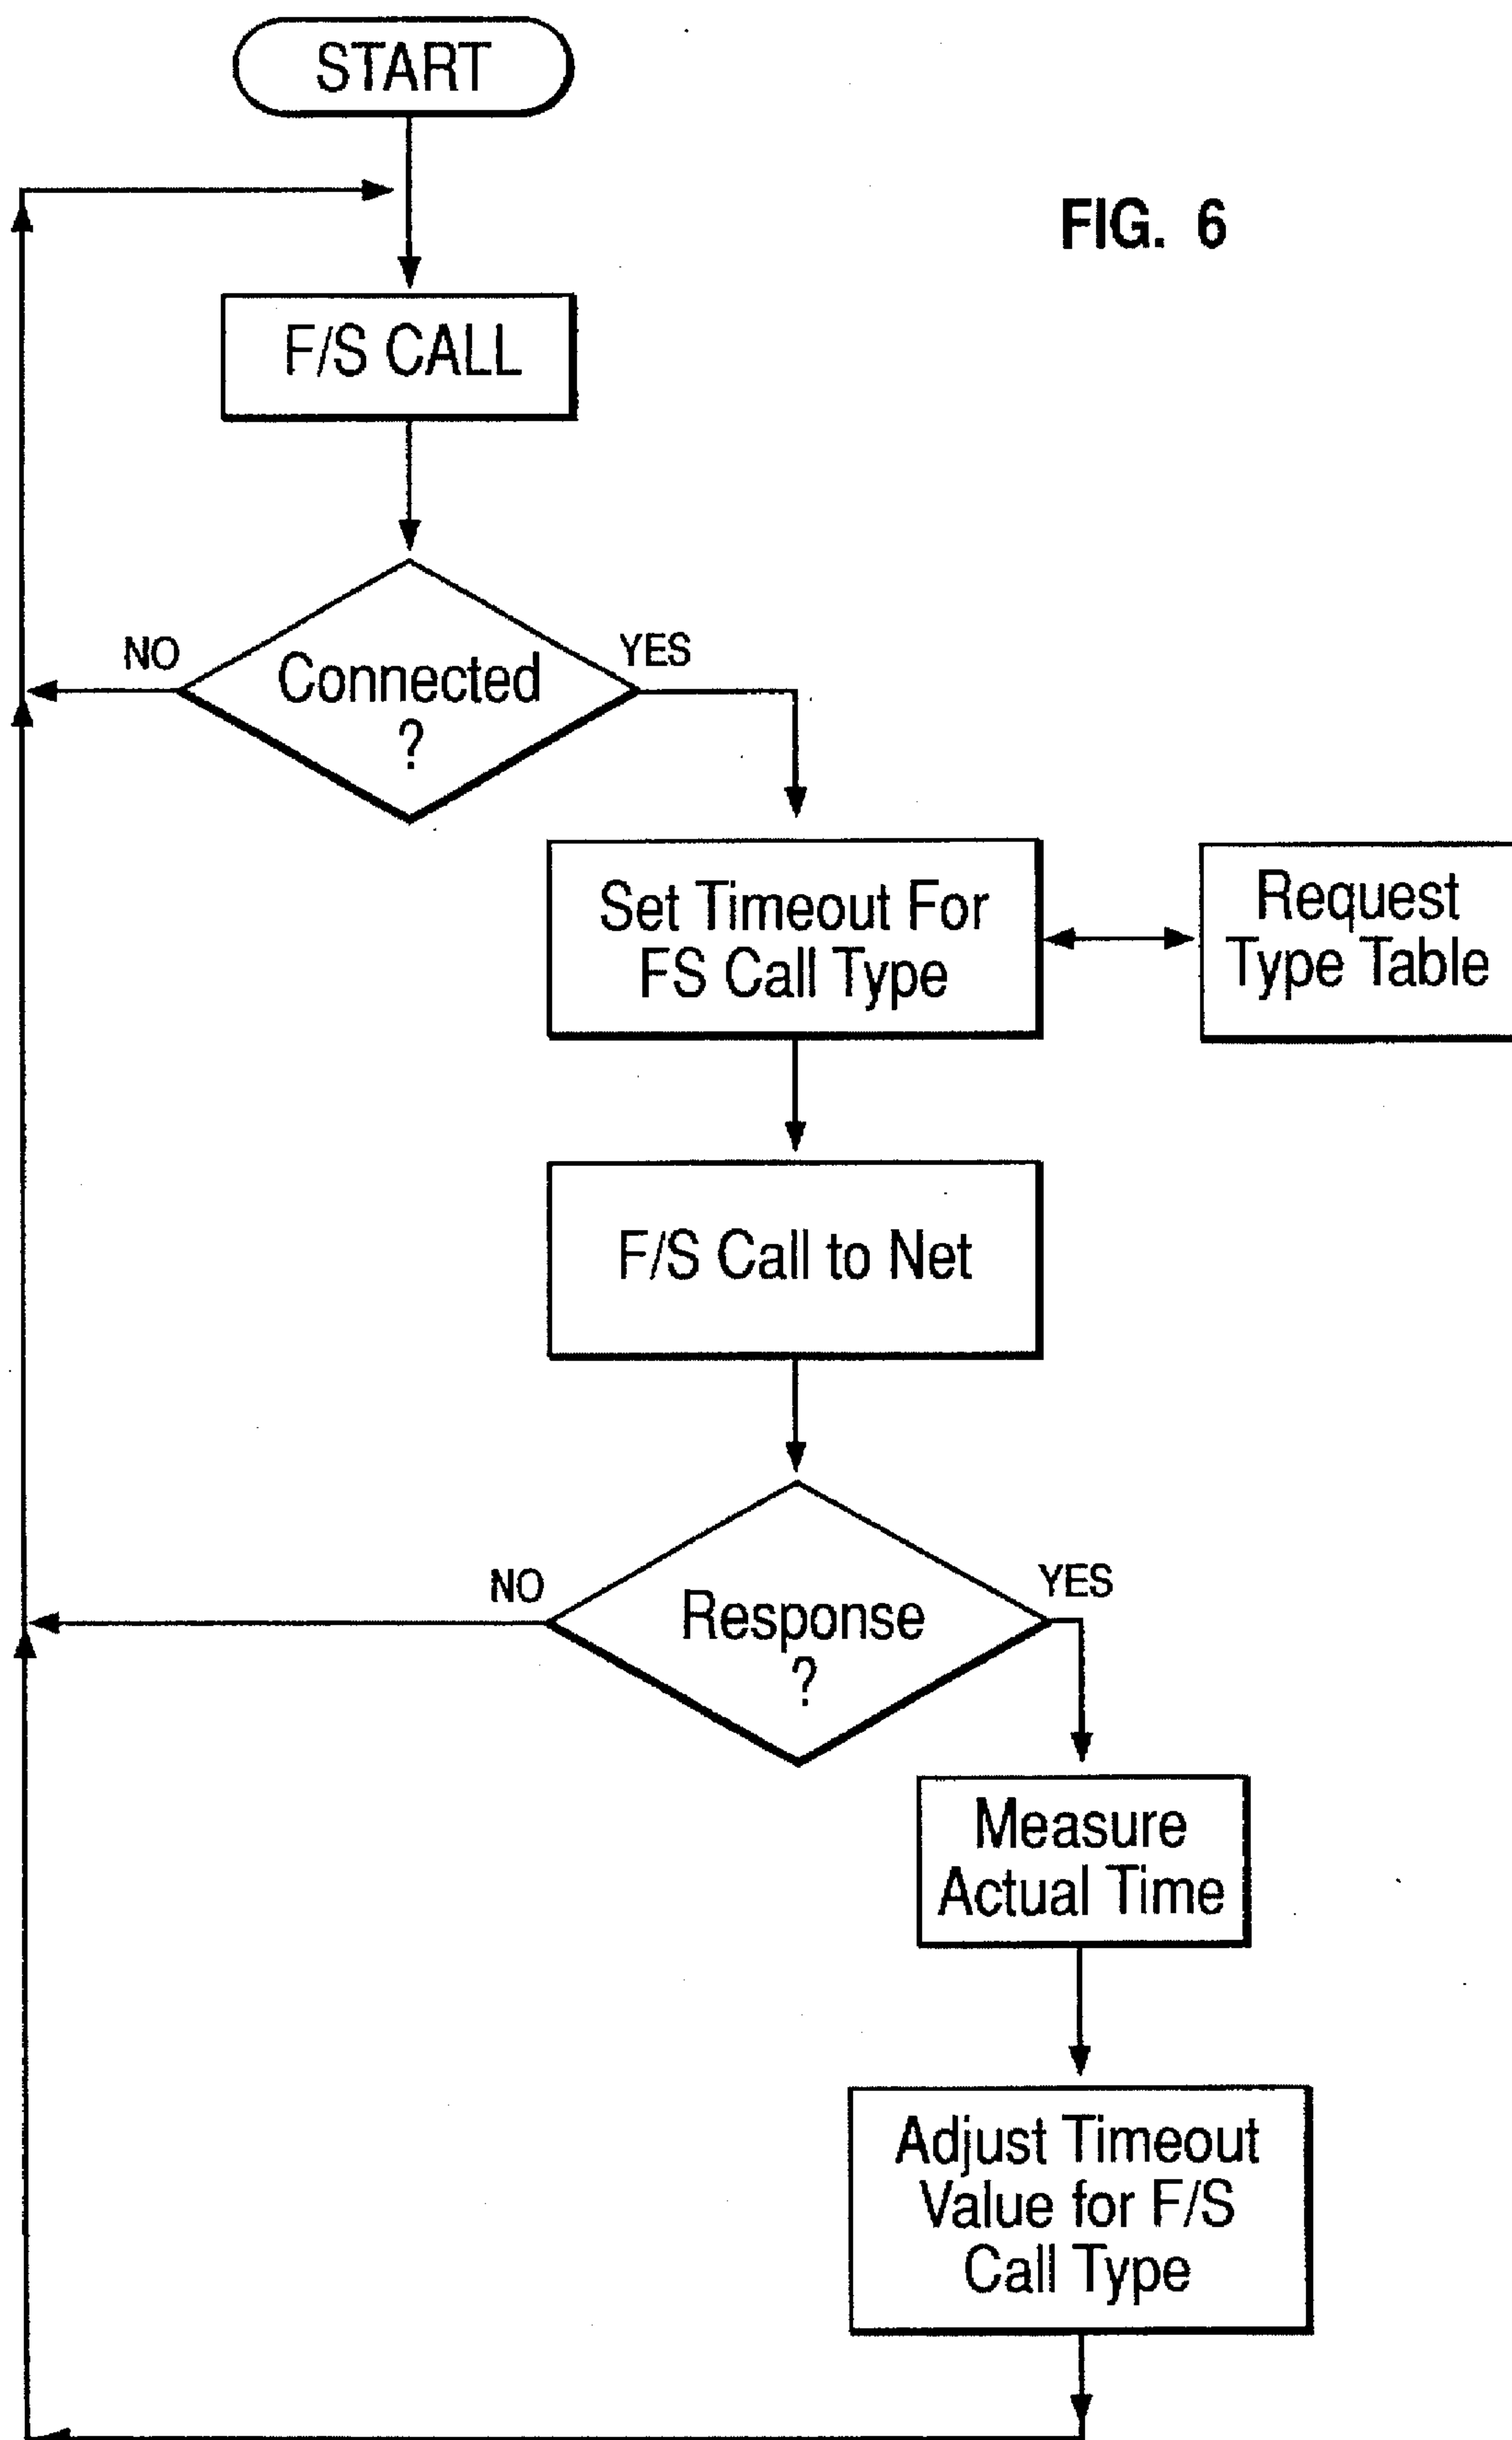 START
FIG. 6
F/S CALL
NO
YES
Connected
?
Set Timeout For
FS Call Type
Request
Type Table
F/S Call to Net
NO
YES
Response
?
Measure
Actual Time
Adjust Timeout
Value for F/S
Call Type